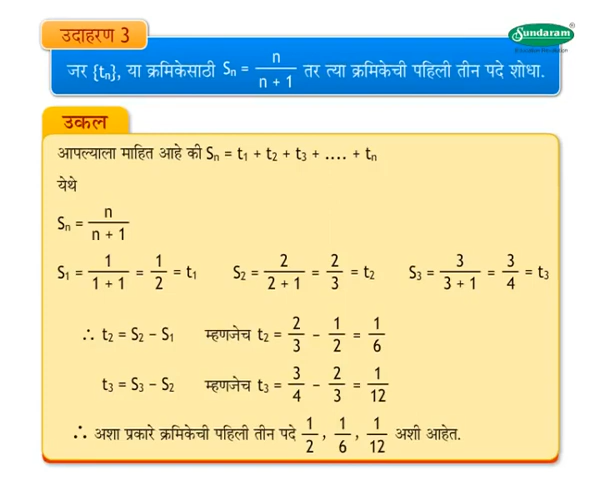 उदाहरण 3
Sundaram®
जर {tₙ}, या क्रमिकेसाठी Sₙ = n/(n + 1) तर त्या क्रमिकेची पहिली तीन पदे शोधा.
उकल
आपल्याला माहित आहे की Sₙ = t₁ + t₂ + t₃ + .... + tₙ
येथे
Sₙ = n/(n + 1)
S₁ = 1/(1 + 1) = 1/2 = t₁ S₂ = 2/(2 + 1) = 2/3 = t₂ S₃ = 3/(3 + 1) = 3/4 = t₃
∴ t₂ = S₂ – S₁ म्हणजेच t₂ = 2/3 – 1/2 = 1/6
t₃ = S₃ – S₂ म्हणजेच t₃ = 3/4 – 2/3 = 1/12
∴ अशा प्रकारे क्रमिकेची पहिली तीन पदे 1/2, 1/6, 1/12 अशी आहेत.